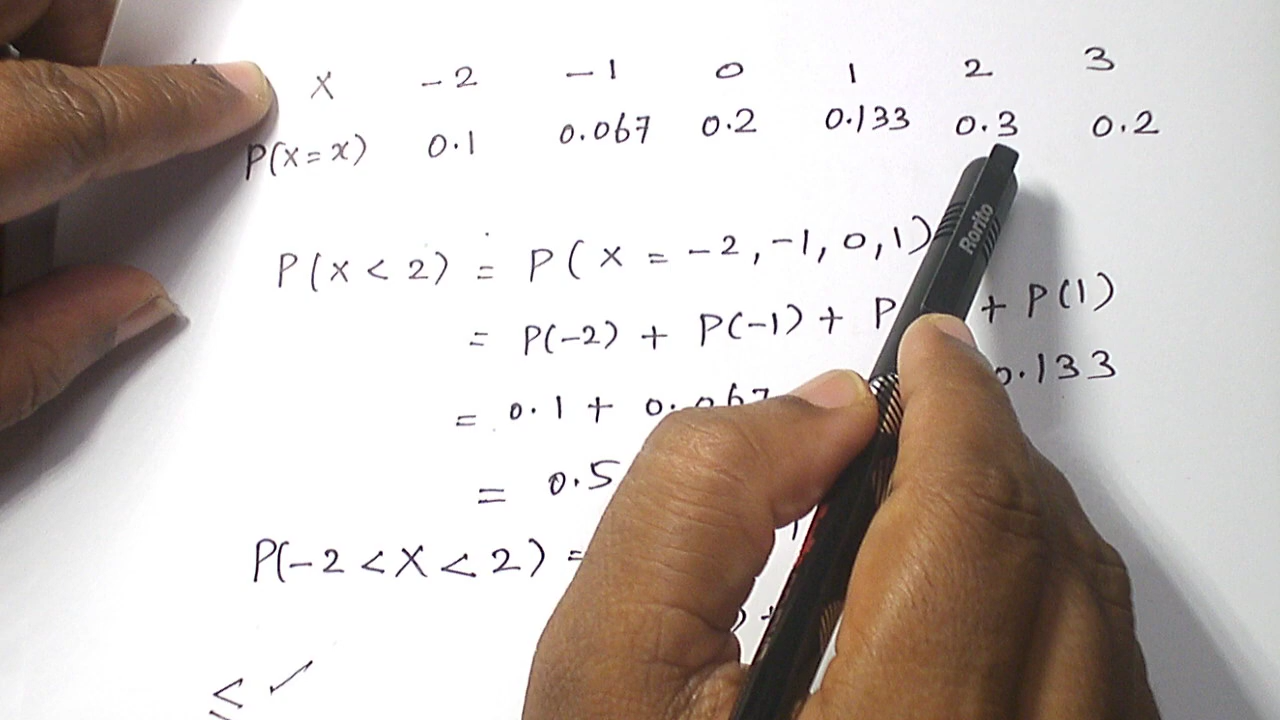 x -2 -1 0 1 2 3
P(X=x) 0.1 0.067 0.2 0.133 0.3 0.2
Rorito
P(X<2) = P(X = -2, -1, 0, 1)
= P(-2) + P(-1) + P + P(1)
= 0.1 + 0.067 0.133
= 0.5
P(-2<X<2) =
) +
≤ ✓